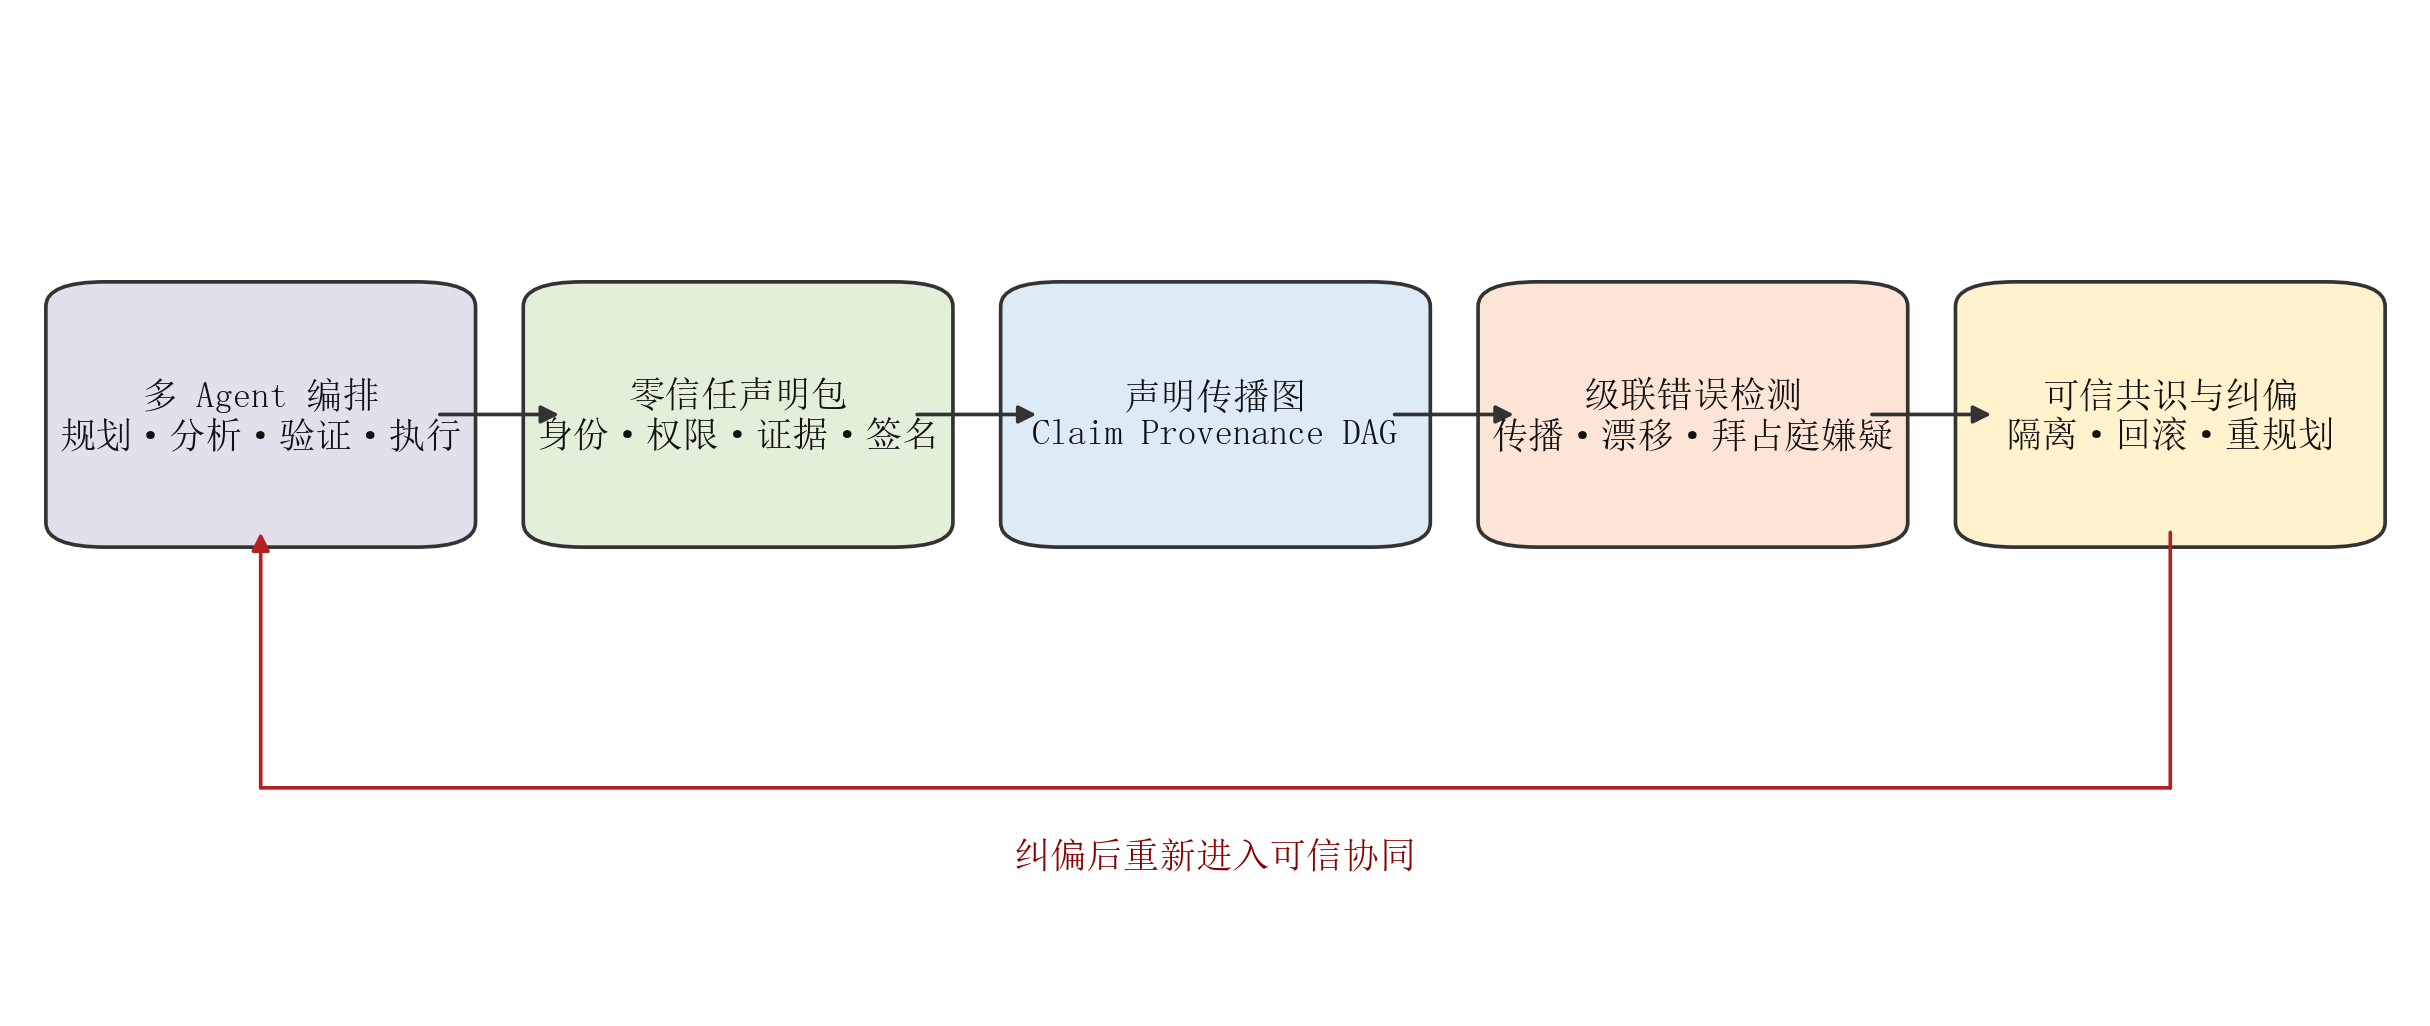 多 Agent 编排
规划・分析・验证・执行
零信任声明包
身份・权限・证据・签名
声明传播图
Claim Provenance DAG
级联错误检测
传播・漂移・拜占庭嫌疑
可信共识与纠偏
隔离・回滚・重规划
纠偏后重新进入可信协同